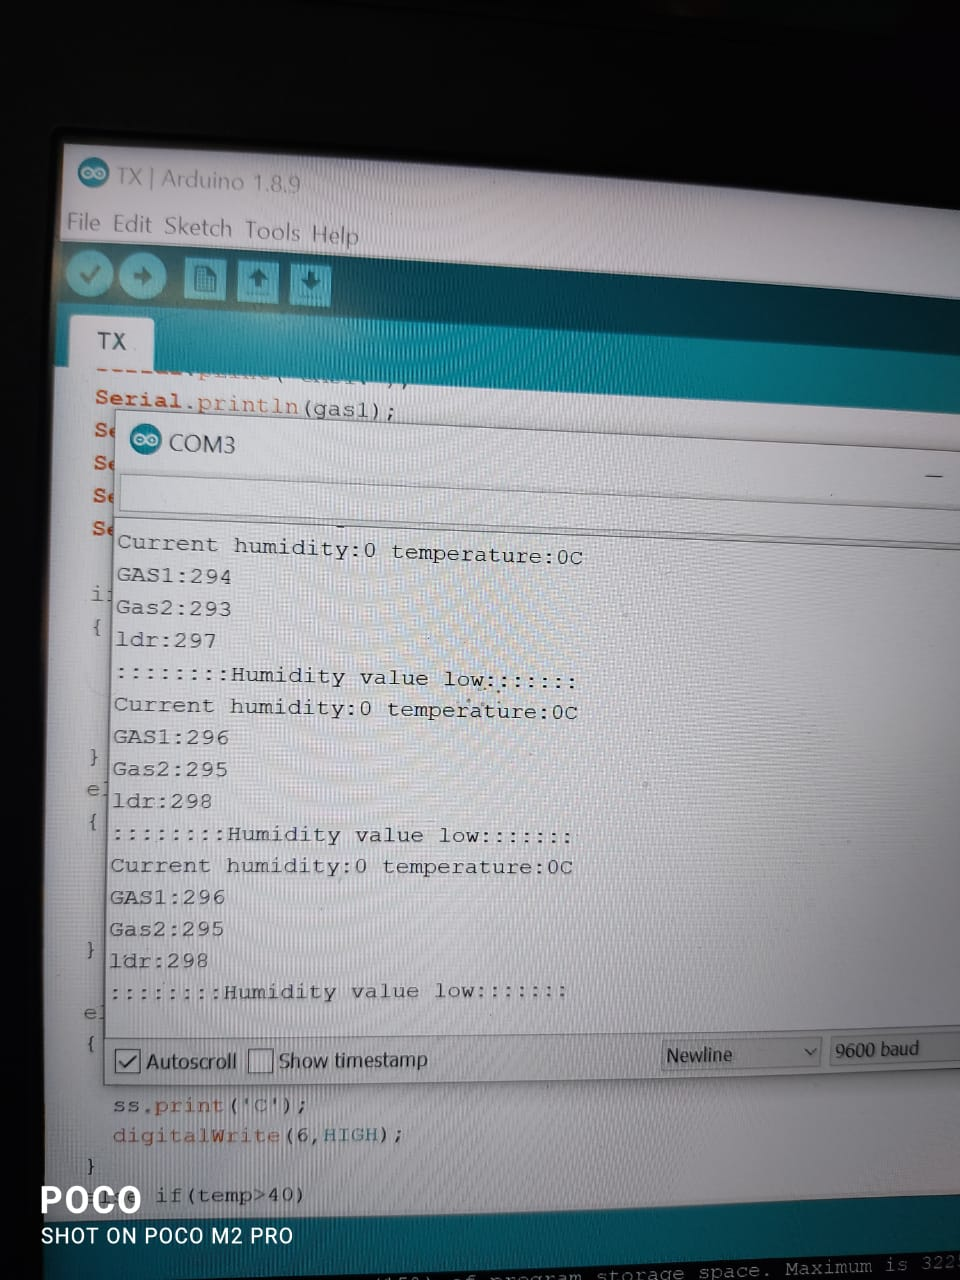 TX | Arduino 1.8.9
File Edit Sketch Tools Help
TX
Serial.println(gas1);
COM3
Current humidity:0 temperature:0C
GAS1:294
Gas2:293
ldr:297
::::::::Humidity value low:::::::
Current humidity:0 temperature:0C
GAS1:296
Gas2:295
ldr:298
::::::::Humidity value low:::::::
Current humidity:0 temperature:0C
GAS1:296
Gas2:295
ldr:298
::::::::Humidity value low:::::::
Autoscroll Show timestamp Newline 9600 baud
{
ss.print('C');
digitalWrite(6,HIGH);
}
if(temp>40)
POCO
SHOT ON POCO M2 PRO
of program storage space. Maximum is